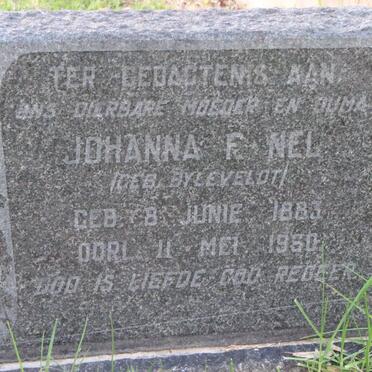 TER GEDAGTENIS AAN
ONS DIERBARE MOEDER EN OUMA
JOHANNA F. NEL
(GEB. BYLEVELDT)
GEB. 8 JUNIE 1883
OORL. 11 MEI 1950
GOD IS LIEFDE GOD REGEER